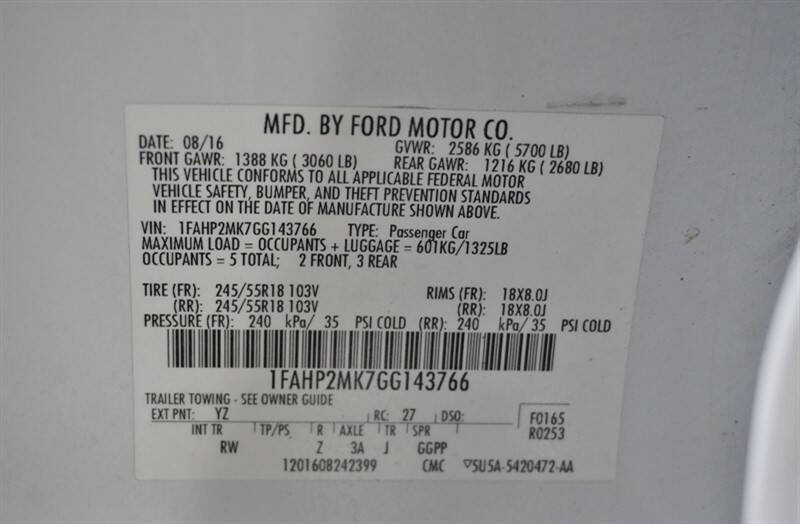 MFD. BY FORD MOTOR CO.
DATE: 08/16 GVWR: 2586 KG ( 5700 LB)
FRONT GAWR: 1388 KG ( 3060 LB) REAR GAWR: 1216 KG ( 2680 LB)
THIS VEHICLE CONFORMS TO ALL APPLICABLE FEDERAL MOTOR
VEHICLE SAFETY, BUMPER, AND THEFT PREVENTION STANDARDS
IN EFFECT ON THE DATE OF MANUFACTURE SHOWN ABOVE.
VIN: 1FAHP2MK7GG143766 TYPE: Passenger Car
MAXIMUM LOAD = OCCUPANTS + LUGGAGE = 601KG/1325LB
OCCUPANTS = 5 TOTAL; 2 FRONT, 3 REAR
TIRE (FR): 245/55R18 103V RIMS (FR): 18X8.0J
(RR): 245/55R18 103V (RR): 18X8.0J
PRESSURE (FR): 240 kPa/ 35 PSI COLD (RR): 240 kPa/ 35 PSI COLD
1FAHP2MK7GG143766
TRAILER TOWING - SEE OWNER GUIDE
EXT PNT: YZ RC: 27 DSO: F0165
INT TR TP/PS R AXLE TR SPR R0253
RW Z 3A J GGPP
1201608242399 CMC ▽5U5A-5420472-AA